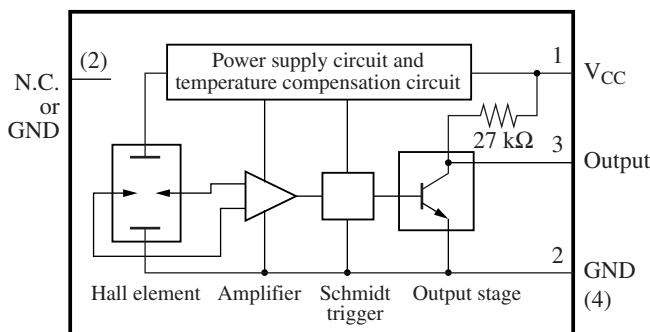 (2)
N.C.
or
GND
Power supply circuit and
temperature compensation circuit
1
V_CC
27 kΩ
3
Output
2
GND
(4)
Hall element
Amplifier
Schmidt
trigger
Output stage